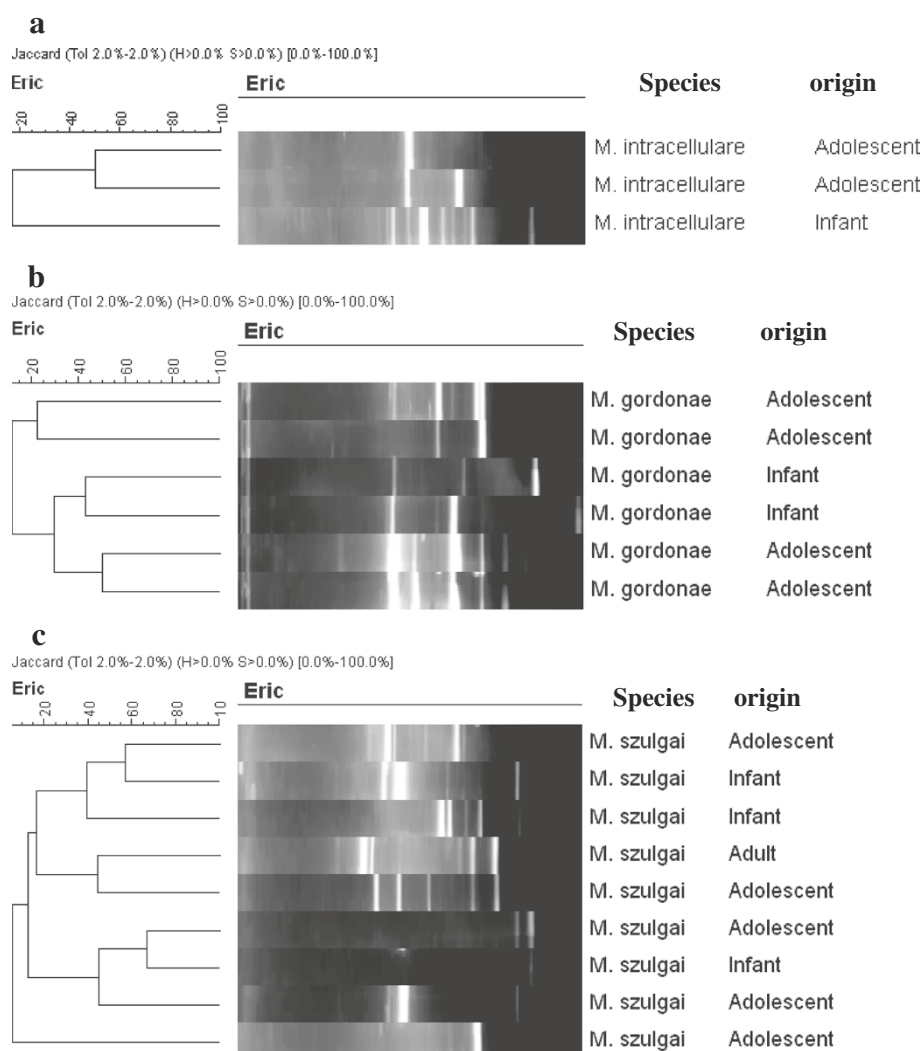 a
Jaccard (Tol 2.0%-2.0%) (H>0.0% S>0.0%) [0.0%-100.0%]
Eric Eric Species origin
20 40 60 80 100
M. intracellulare Adolescent
M. intracellulare Adolescent
M. intracellulare Infant
b
Jaccard (Tol 2.0%-2.0%) (H>0.0% S>0.0%) [0.0%-100.0%]
Eric Eric Species origin
20 40 60 80 100
M. gordonae Adolescent
M. gordonae Adolescent
M. gordonae Infant
M. gordonae Infant
M. gordonae Adolescent
M. gordonae Adolescent
c
Jaccard (Tol 2.0%-2.0%) (H>0.0% S>0.0%) [0.0%-100.0%]
Eric Eric Species origin
20 40 60 80 10
M. szulgai Adolescent
M. szulgai Infant
M. szulgai Infant
M. szulgai Adult
M. szulgai Adolescent
M. szulgai Adolescent
M. szulgai Infant
M. szulgai Adolescent
M. szulgai Adolescent